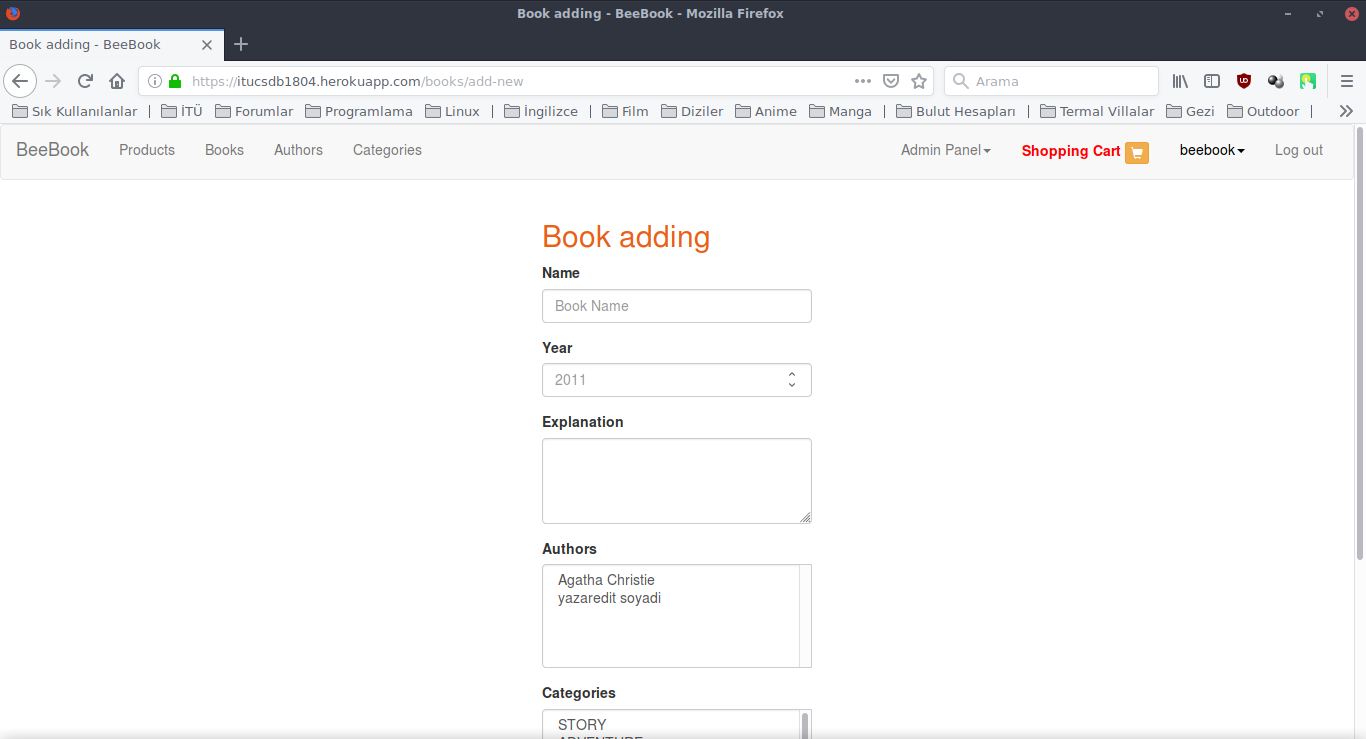 Book adding - BeeBook - Mozilla Firefox
Book adding - BeeBook
https://itucsdb1804.herokuapp.com/books/add-new
Arama
Sık Kullanılanlar | İTÜ Forumlar Programlama Linux | İngilizce | Film Diziler Anime Manga | Bulut Hesapları | Termal Villalar Gezi Outdoor |
BeeBook Products Books Authors Categories Admin Panel Shopping Cart beebook Log out
Book adding
Name
Book Name
Year
2011
Explanation
Authors
Agatha Christie
yazaredit soyadi
Categories
STORY
ADVENTURE